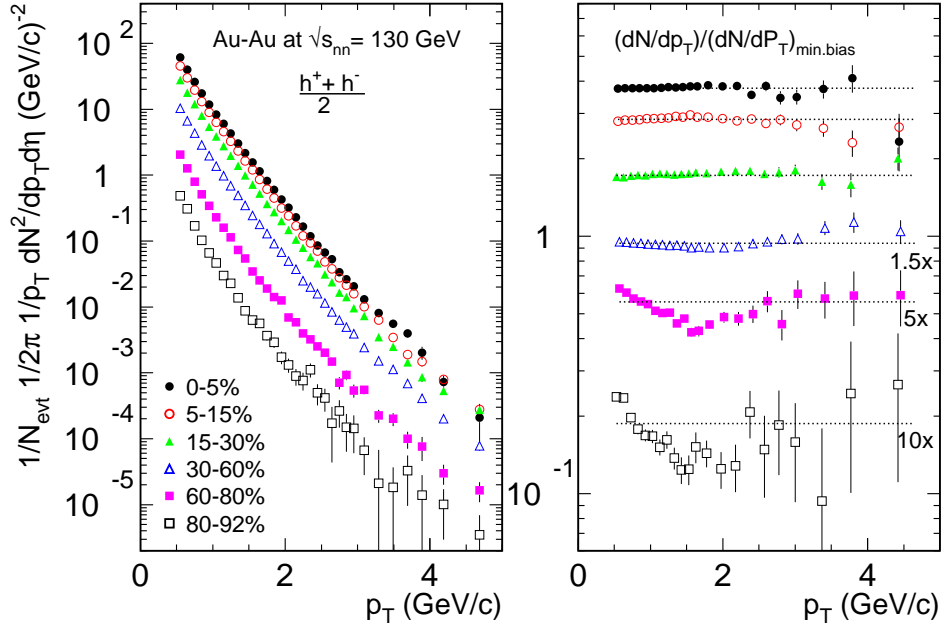 1/N_evt 1/2π 1/p_T dN²/dp_Tdη (GeV/c)⁻²
10²
10
1
10⁻¹
10⁻²
10⁻³
10⁻⁴
10⁻⁵
Au-Au at √s_nn = 130 GeV
(h⁺ + h⁻)/2
0-5%
5-15%
15-30%
30-60%
60-80%
80-92%
0 2 4
p_T (GeV/c)
(dN/dp_T)/(dN/dP_T)_min.bias
1
10⁻¹
1.5x
5x
10x
0 2 4
p_T (GeV/c)